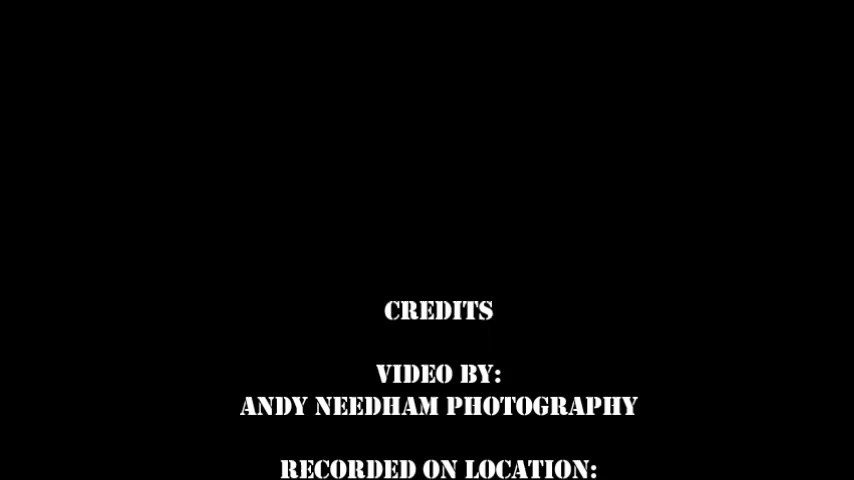 CREDITS
VIDEO BY:
ANDY NEEDHAM PHOTOGRAPHY
RECORDED ON LOCATION: